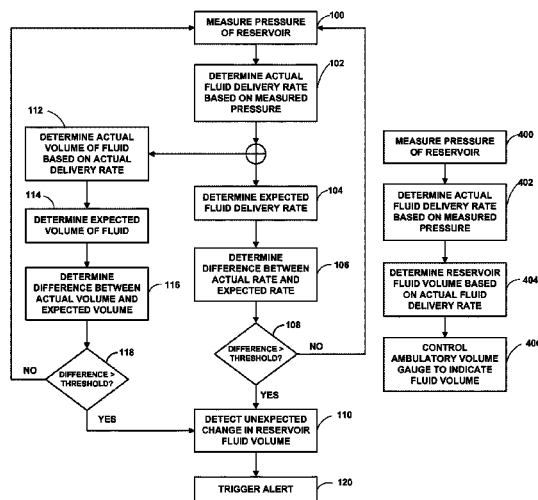 MEASURE PRESSURE
OF RESERVOIR
100
DETERMINE ACTUAL
FLUID DELIVERY RATE
BASED ON MEASURED
PRESSURE
102
112
DETERMINE ACTUAL
VOLUME OF FLUID
BASED ON ACTUAL
DELIVERY RATE
114
DETERMINE EXPECTED
VOLUME OF FLUID
DETERMINE
DIFFERENCE BETWEEN
ACTUAL VOLUME AND
EXPECTED VOLUME
116
118
DIFFERENCE >
THRESHOLD?
NO
YES
DETERMINE EXPECTED
FLUID DELIVERY RATE
104
DETERMINE
DIFFERENCE BETWEEN
ACTUAL RATE AND
EXPECTED RATE
106
108
DIFFERENCE >
THRESHOLD?
NO
YES
DETECT UNEXPECTED
CHANGE IN RESERVOIR
FLUID VOLUME
110
TRIGGER ALERT
120
MEASURE PRESSURE
OF RESERVOIR
400
DETERMINE ACTUAL
FLUID DELIVERY RATE
BASED ON MEASURED
PRESSURE
402
DETERMINE RESERVOIR
FLUID VOLUME BASED
ON ACTUAL FLUID
DELIVERY RATE
404
CONTROL
AMBULATORY VOLUME
GAUGE TO INDICATE
FLUID VOLUME